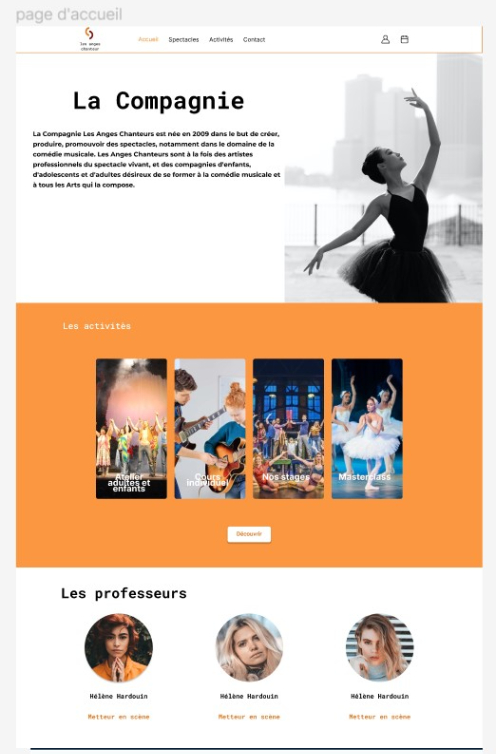 page d'accueil
les anges
chanteur
Accueil Spectacles Activités Contact
La Compagnie
La Compagnie Les Anges Chanteurs est née en 2009 dans le but de créer,
produire, promouvoir des spectacles, notamment dans le domaine de la
comédie musicale. Les Anges Chanteurs sont à la fois des artistes
professionnels du spectacle vivant, et des compagnies d'enfants,
d'adolescents et d'adultes désireux de se former à la comédie musicale et
à tous les Arts qui la compose.
Les activités
Atelier
adultes et
enfants
Cours
individuel
Nos stages
Masterclass
Découvrir
Les professeurs
Hélène Hardouin
Hélène Hardouin
Hélène Hardouin
Metteur en scène
Metteur en scène
Metteur en scène